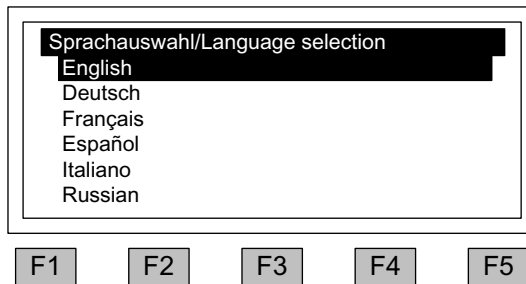 Sprachauswahl/Language selection
English
Deutsch
Français
Español
Italiano
Russian
F1 F2 F3 F4 F5